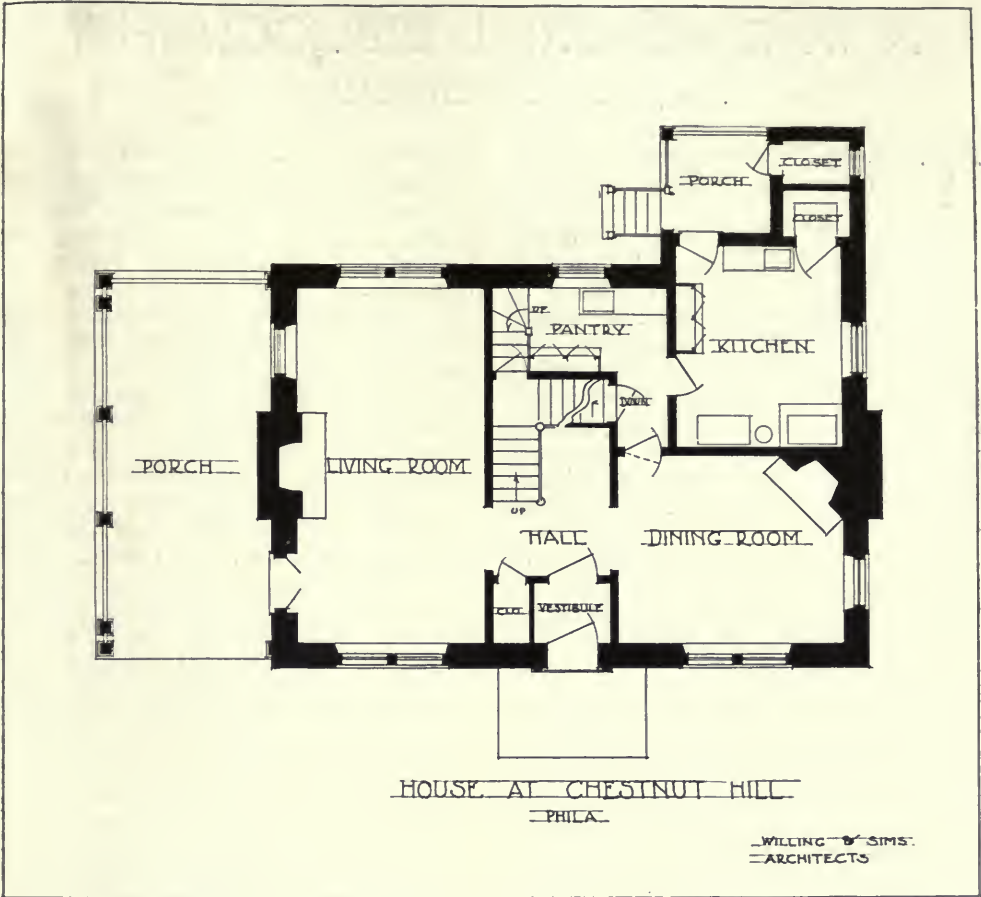 CLOSET
PORCH
CLOSET
UP
PANTRY
KITCHEN
DOWN
PORCH
LIVING ROOM
UP
HALL
DINING ROOM
CLO.
VESTIBULE
HOUSE AT CHESTNUT HILL
PHILA.
WILLING & SIMS.
ARCHITECTS